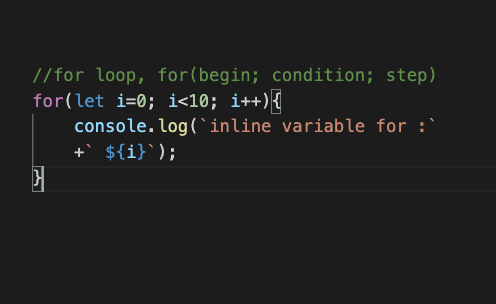 //for loop, for(begin; condition; step)
for(let i=0; i<10; i++){
console.log(`inline variable for :`
+` ${i}`);
}